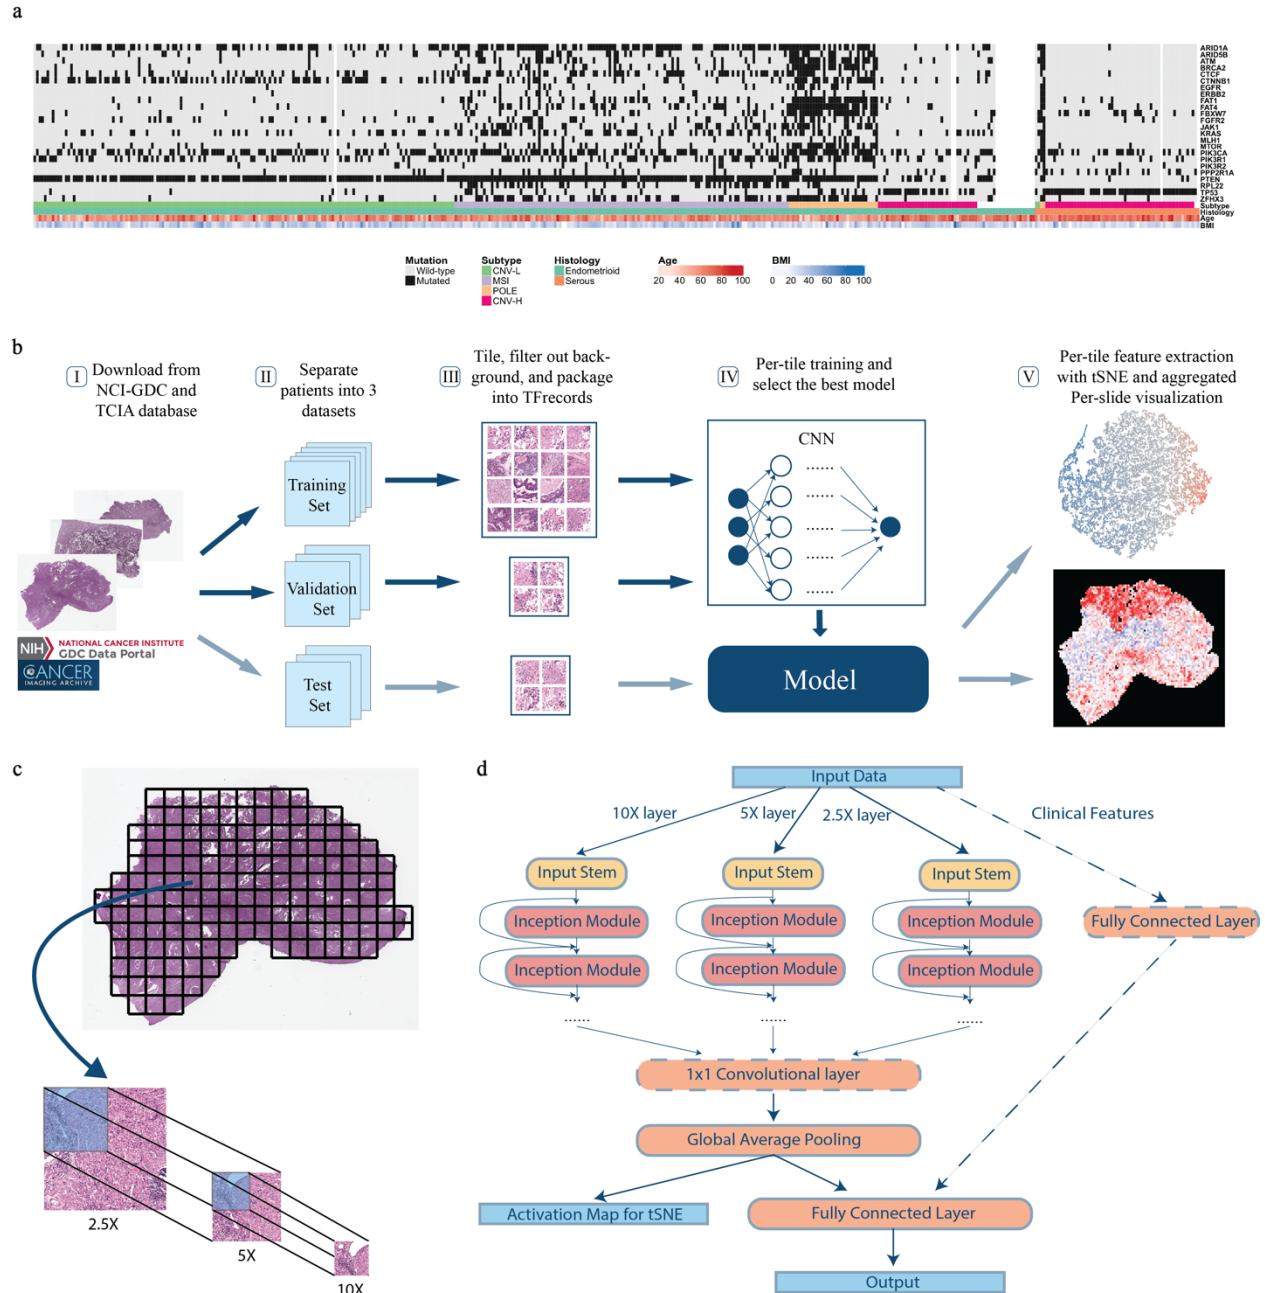 a
ARID1A
ARID5B
ATM
BRCA2
CTCF
CTNNB1
EGFR
ERBB2
FAT1
FAT4
FBXW7
FGFR2
JAK1
KRAS
MLH1
MTOR
PIK3CA
PIK3R1
PIK3R2
PPP2R1A
PTEN
RPL22
TP53
ZFHX3
Subtype
Histology
Age
BMI
Mutation
Wild-type
Mutated
Subtype
CNV-L
MSI
POLE
CNV-H
Histology
Endometrioid
Serous
Age
20 40 60 80 100
BMI
0 20 40 60 80 100
b
I Download from
NCI-GDC and
TCIA database
II Separate
patients into 3
datasets
III Tile, filter out back-
ground, and package
into TFrecords
IV Per-tile training and
select the best model
V Per-tile feature extraction
with tSNE and aggregated
Per-slide visualization
Training
Set
Validation
Set
Test
Set
CNN
......
......
......
......
......
Model
NIH NATIONAL CANCER INSTITUTE
GDC Data Portal
CANCER
IMAGING ARCHIVE
c
2.5X
5X
10X
d
Input Data
10X layer
5X layer
2.5X layer
Clinical Features
Input Stem
Input Stem
Input Stem
Inception Module
Inception Module
Inception Module
Fully Connected Layer
Inception Module
Inception Module
Inception Module
......
......
......
1x1 Convolutional layer
Global Average Pooling
Activation Map for tSNE
Fully Connected Layer
Output